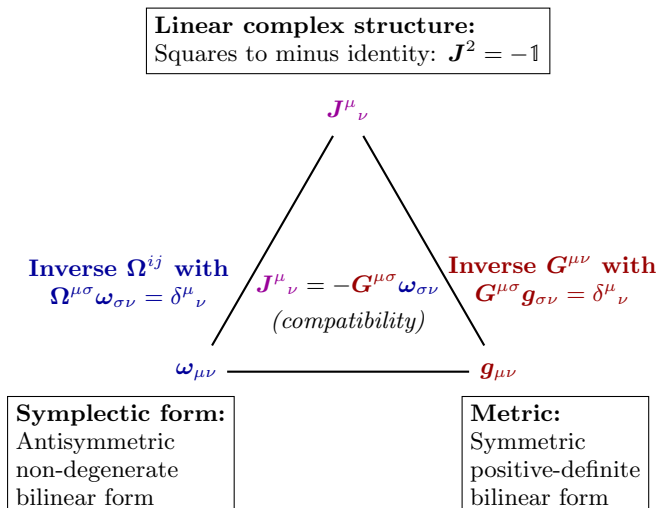 Linear complex structure:
Squares to minus identity: J² = −𝟙
J^μ_ν
Inverse Ω^{ij} with
Ω^{μσ}ω_{σν} = δ^μ_ν
J^μ_ν = −G^{μσ}ω_{σν}
(compatibility)
Inverse G^{μν} with
G^{μσ}g_{σν} = δ^μ_ν
ω_{μν}
g_{μν}
Symplectic form:
Antisymmetric
non-degenerate
bilinear form
Metric:
Symmetric
positive-definite
bilinear form